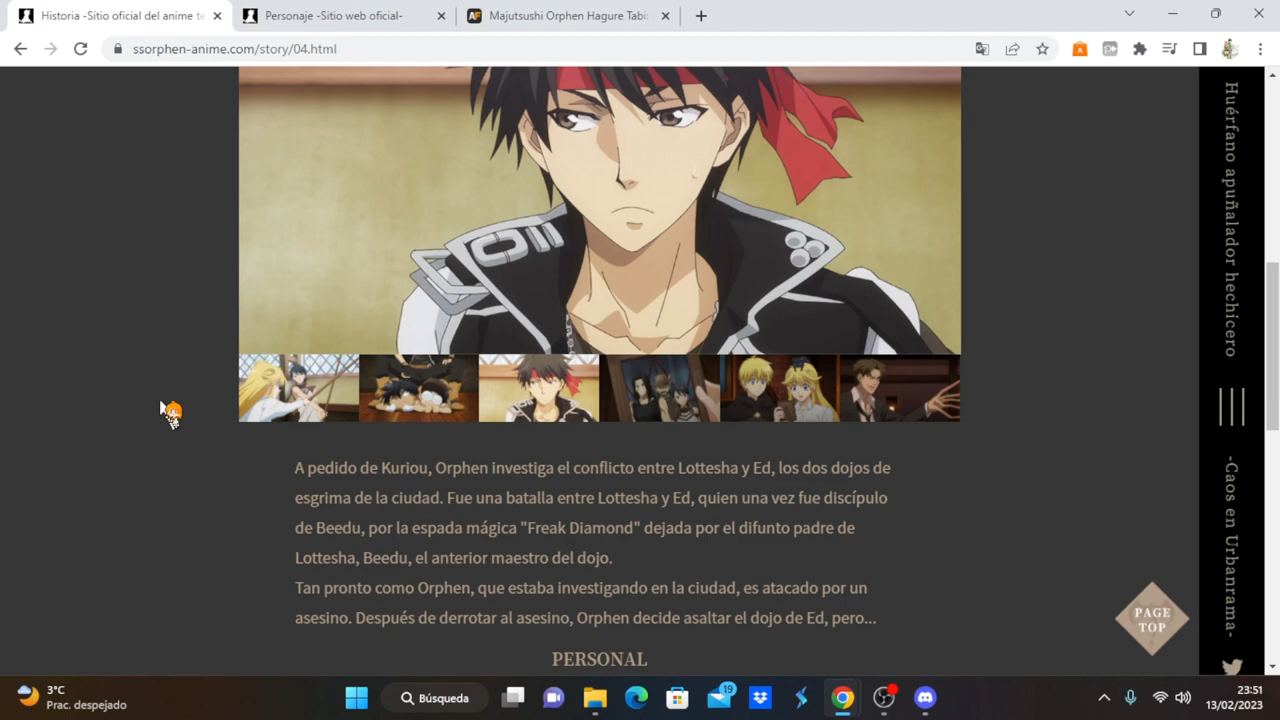 Historia -Sitio oficial del anime te
Personaje -Sitio web oficial-
Majutsushi Orphen Hagure Tabi
ssorphen-anime.com/story/04.html
Huérfano apuñalador hechicero
-Caos en Urbanrama-
A pedido de Kuriou, Orphen investiga el conflicto entre Lottesha y Ed, los dos dojos de
esgrima de la ciudad. Fue una batalla entre Lottesha y Ed, quien una vez fue discípulo
de Beedu, por la espada mágica "Freak Diamond" dejada por el difunto padre de
Lottesha, Beedu, el anterior maestro del dojo.
Tan pronto como Orphen, que estaba investigando en la ciudad, es atacado por un
asesino. Después de derrotar al asesino, Orphen decide asaltar el dojo de Ed, pero...
PERSONAL
PAGE
TOP
3°C
Prac. despejado
Búsqueda
19
23:51
13/02/2023